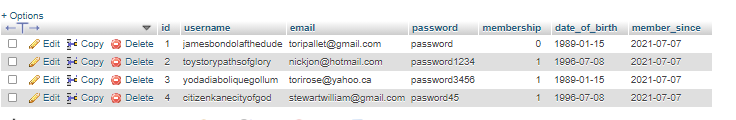 + Options
←T→ id username email password membership date_of_birth member_since
Edit Copy Delete 1 jamesbondolafthedude toripallet@gmail.com password 0 1989-01-15 2021-07-07
Edit Copy Delete 2 toystorypathsofglory nickjon@hotmail.com password1234 1 1996-07-08 2021-07-07
Edit Copy Delete 3 yodadiaboliquegollum torirose@yahoo.ca password3456 1 1989-01-15 2021-07-07
Edit Copy Delete 4 citizenkanecityofgod stewartwilliam@gmail.com password45 1 1996-07-08 2021-07-07